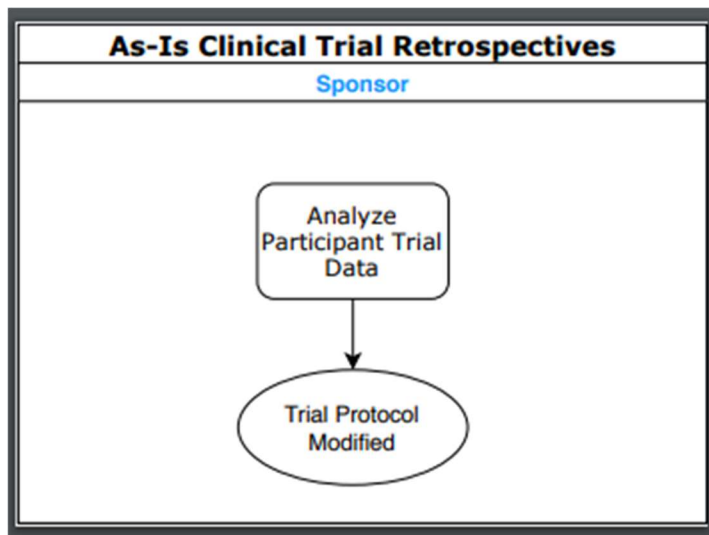 As-Is Clinical Trial Retrospectives
Sponsor
Analyze
Participant Trial
Data
Trial Protocol
Modified